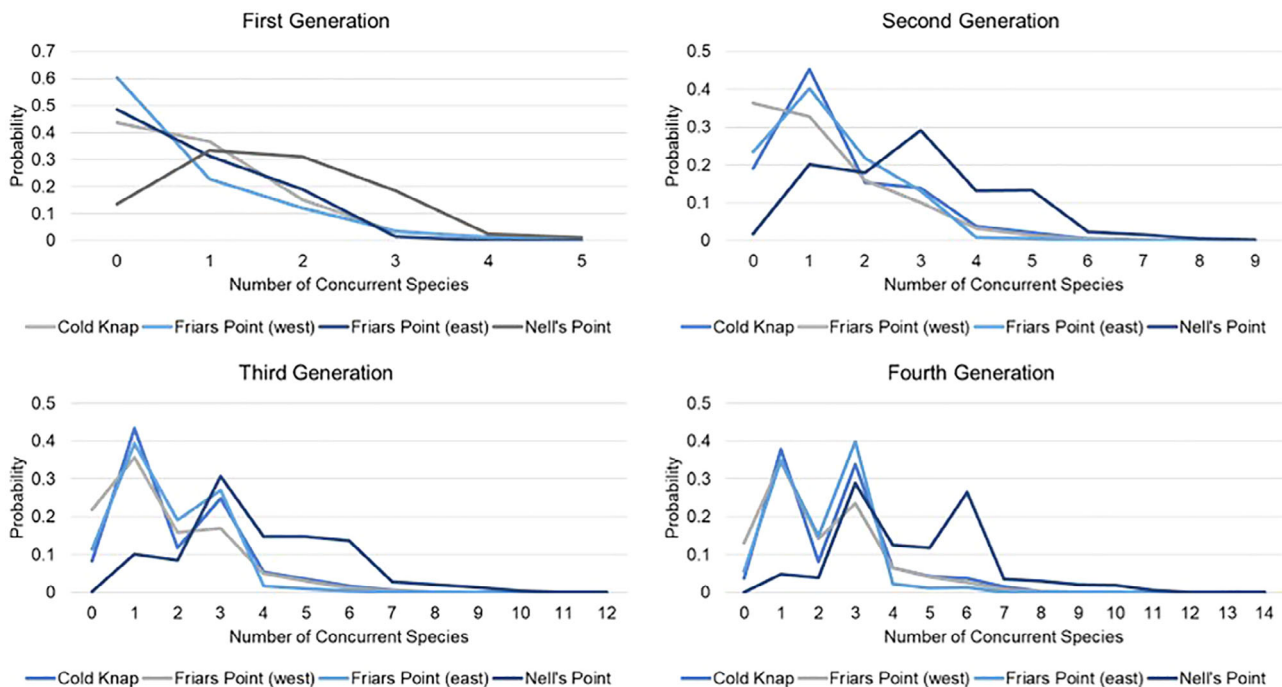 First Generation
0.7
0.6
0.5
0.4
0.3
0.2
0.1
0
Probability
0 1 2 3 4 5
Number of Concurrent Species
Cold Knap Friars Point (west) Friars Point (east) Nell's Point
Second Generation
0.5
0.4
0.3
0.2
0.1
0
Probability
0 1 2 3 4 5 6 7 8 9
Number of Concurrent Species
Cold Knap Friars Point (west) Friars Point (east) Nell's Point
Third Generation
0.5
0.4
0.3
0.2
0.1
0
Probability
0 1 2 3 4 5 6 7 8 9 10 11 12
Number of Concurrent Species
Cold Knap Friars Point (west) Friars Point (east) Nell's Point
Fourth Generation
0.5
0.4
0.3
0.2
0.1
0
Probability
0 1 2 3 4 5 6 7 8 9 10 11 12 13 14
Number of Concurrent Species
Cold Knap Friars Point (west) Friars Point (east) Nell's Point